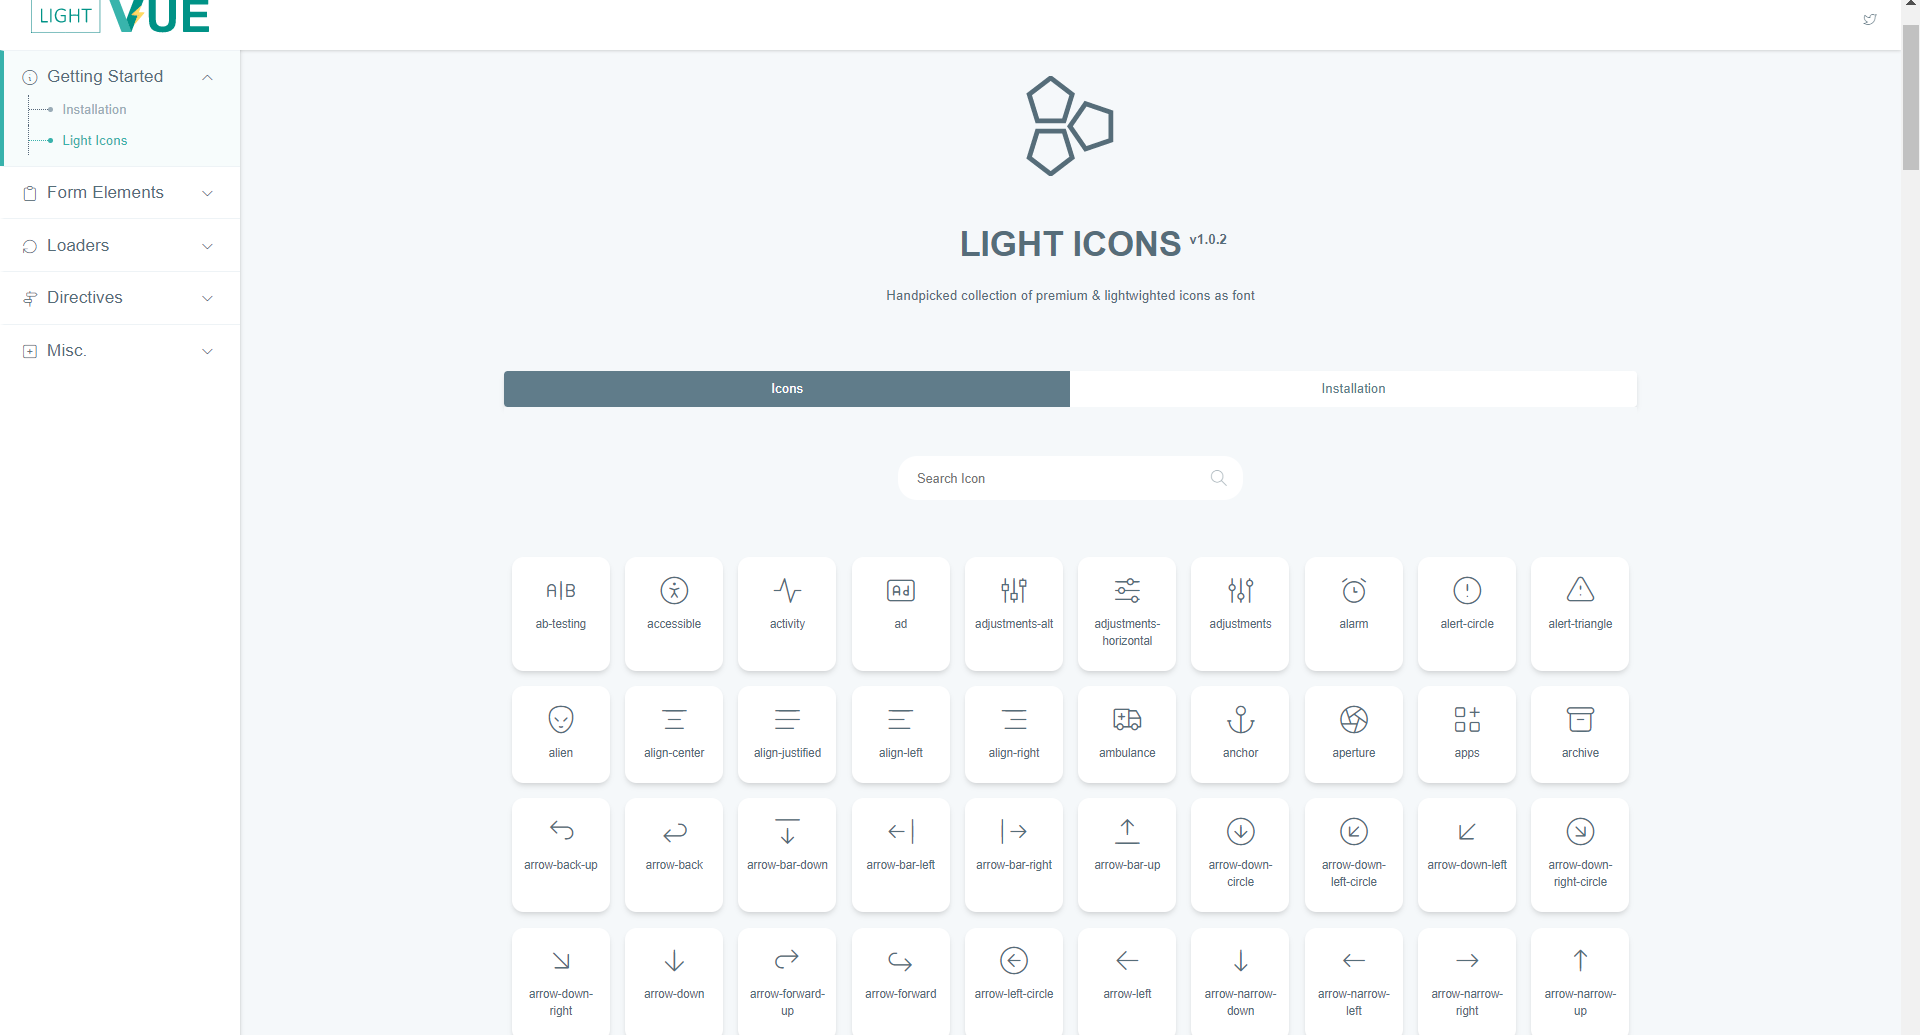 LIGHT VUE
Getting Started
Installation
Light Icons
Form Elements
Loaders
Directives
Misc.
LIGHT ICONS v1.0.2
Handpicked collection of premium & lightwighted icons as font
Icons Installation
Search Icon
A|B Ad
ab-testing accessible activity ad adjustments-alt adjustments- adjustments alarm alert-circle alert-triangle
horizontal
alien align-center align-justified align-left align-right ambulance anchor aperture apps archive
arrow-back-up arrow-back arrow-bar-down arrow-bar-left arrow-bar-right arrow-bar-up arrow-down- arrow-down- arrow-down-left arrow-down-
circle left-circle right-circle
arrow-down- arrow-down arrow-forward- arrow-forward arrow-left-circle arrow-left arrow-narrow- arrow-narrow- arrow-narrow- arrow-narrow-
right up down left right up